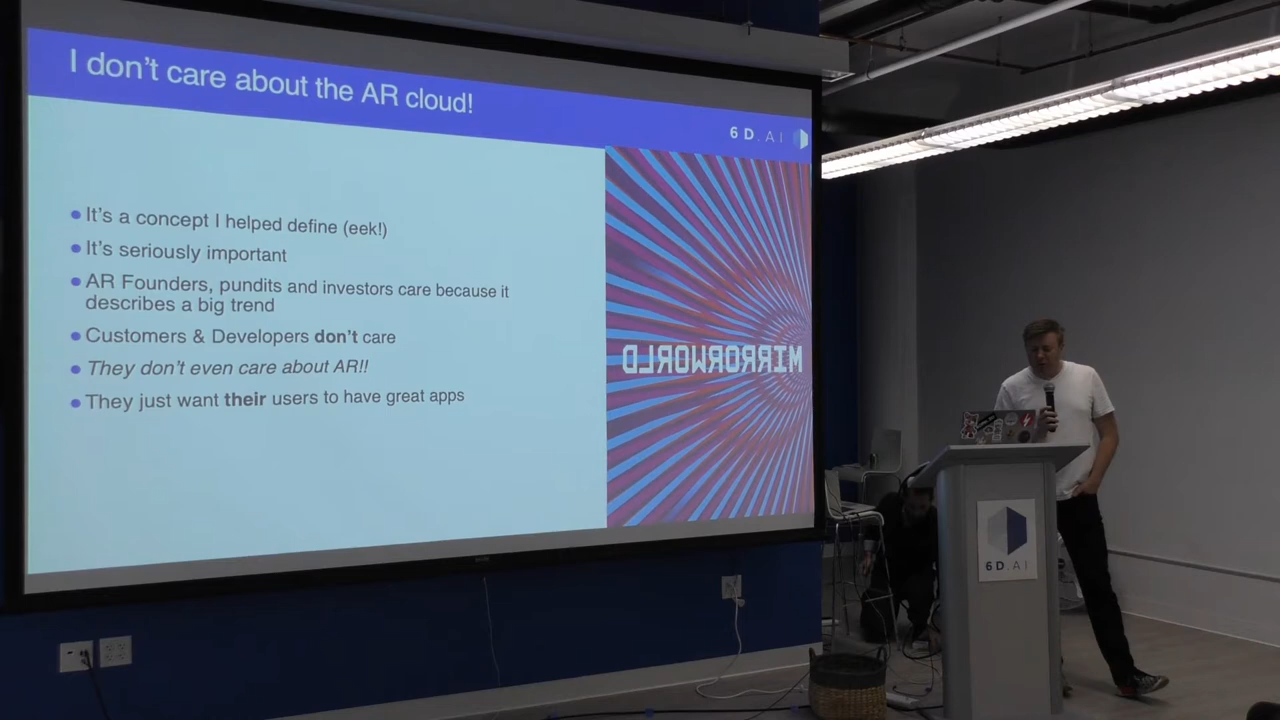 I don't care about the AR cloud!
6D.AI
It's a concept I helped define (eek!)
It's seriously important
AR Founders, pundits and investors care because it
describes a big trend
Customers & Developers don't care
They don't even care about AR!!
They just want their users to have great apps
MIRRORWORLD
6D.AI